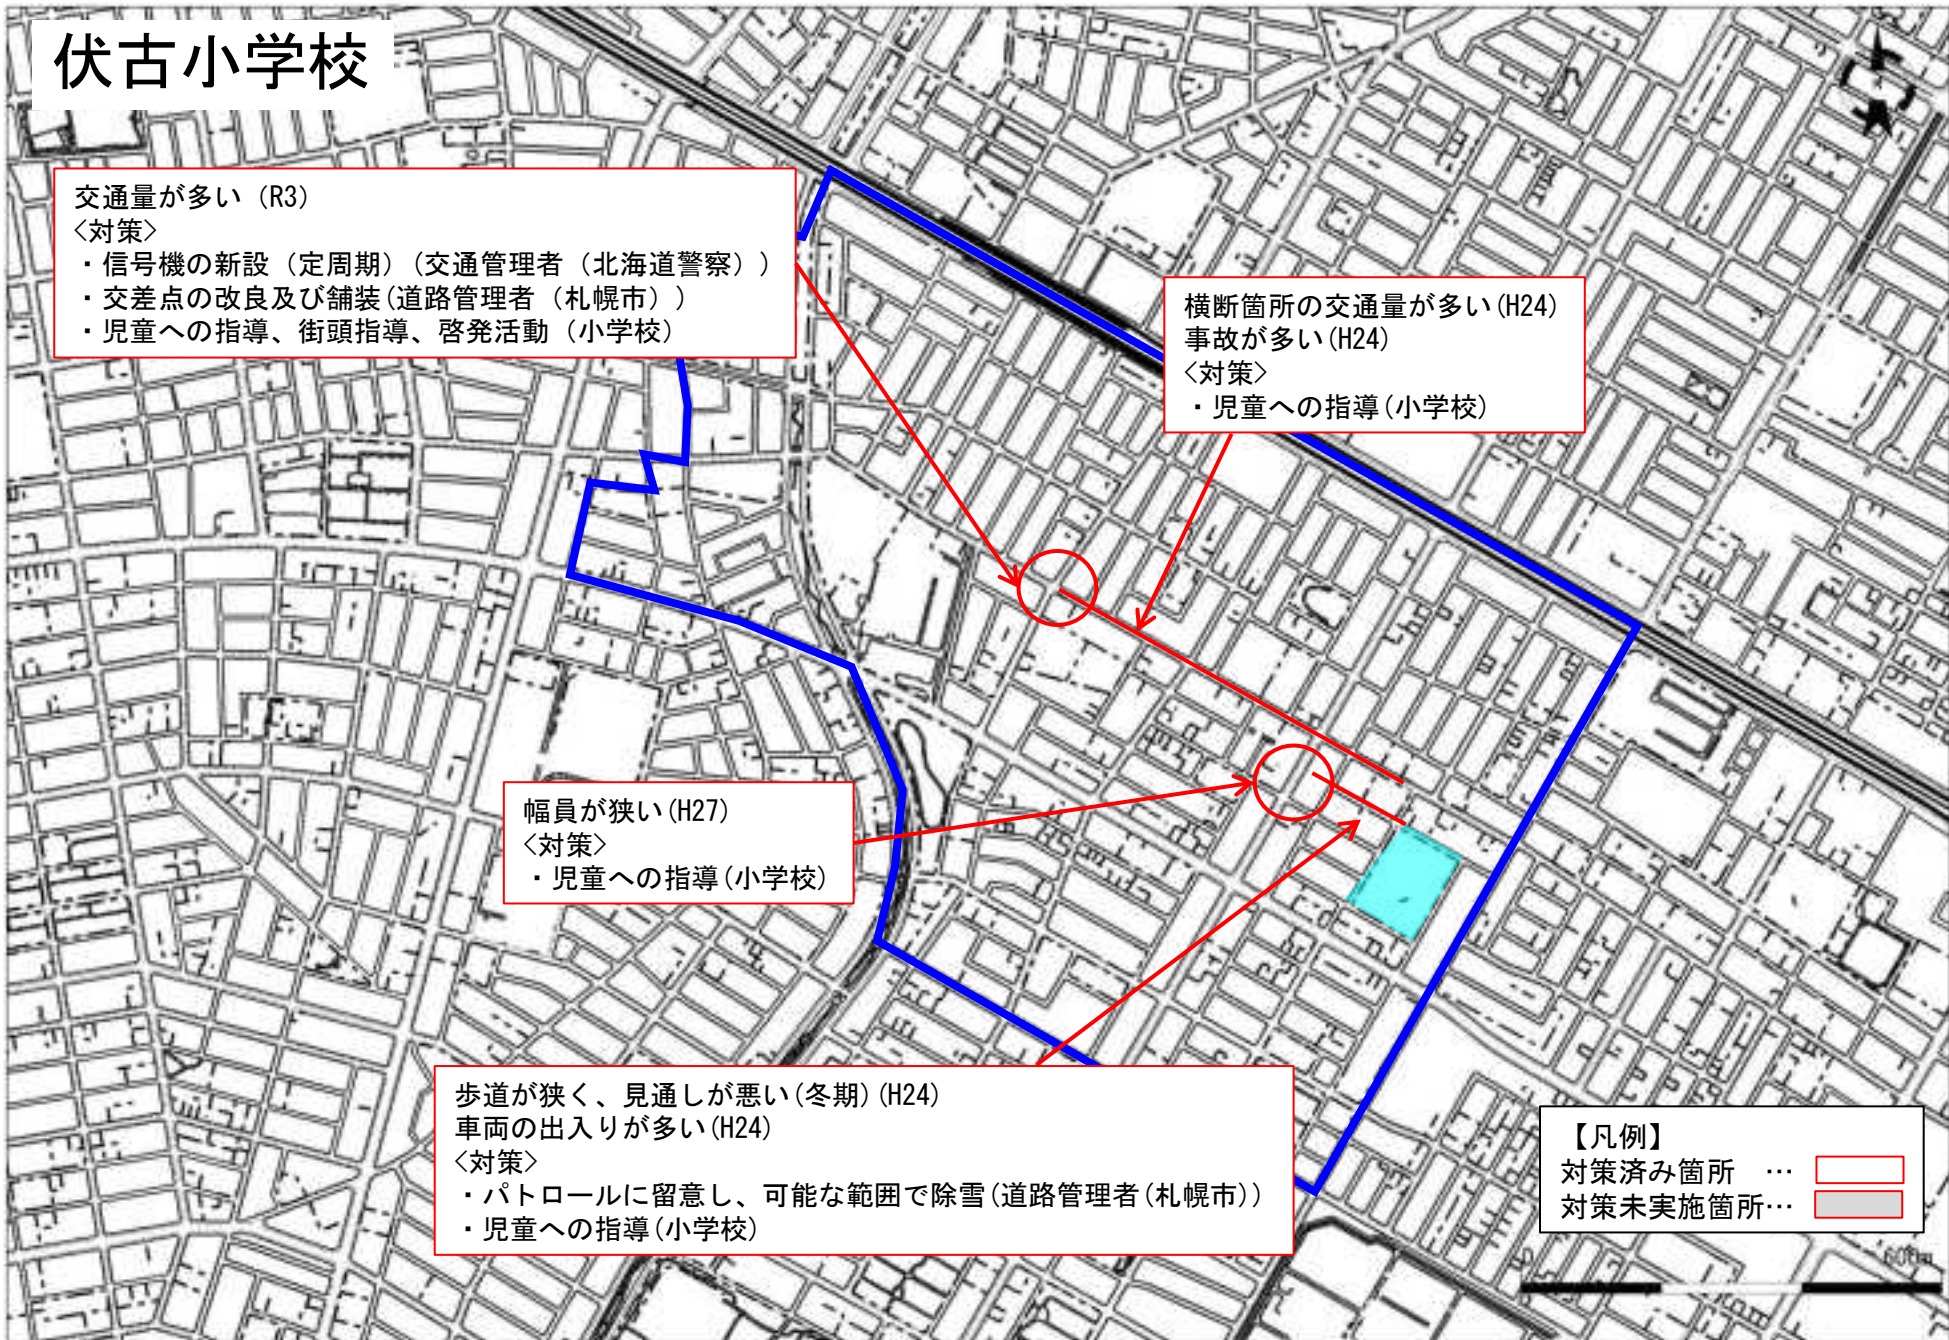 伏古小学校
交通量が多い（R3）
<対策>
・信号機の新設（定周期）（交通管理者（北海道警察））
・交差点の改良及び舗装（道路管理者（札幌市））
・児童への指導、街頭指導、啓発活動（小学校）
横断箇所の交通量が多い(H24)
事故が多い(H24)
<対策>
・児童への指導(小学校)
幅員が狭い(H27)
<対策>
・児童への指導(小学校)
歩道が狭く、見通しが悪い(冬期)(H24)
車両の出入りが多い(H24)
<対策>
・パトロールに留意し、可能な範囲で除雪(道路管理者(札幌市))
・児童への指導(小学校)
【凡例】
対策済み箇所 …
対策未実施箇所…
0 600m